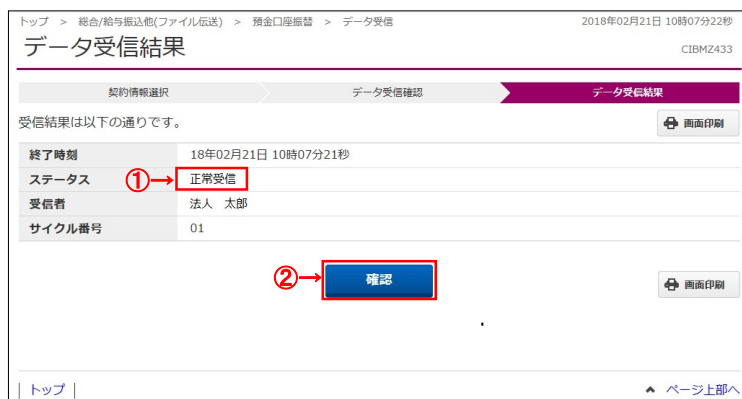 トップ > 総合/給与振込他(ファイル伝送) > 預金口座振替 > データ受信
2018年02月21日 10時07分22秒
データ受信結果
CIBMZ433
契約情報選択
データ受信確認
データ受信結果
受信結果は以下の通りです。
画面印刷
終了時刻 18年02月21日 10時07分21秒
ステータス ①→ 正常受信
受信者 法人 太郎
サイクル番号 01
②→ 確認
画面印刷
| トップ |
ページ上部へ